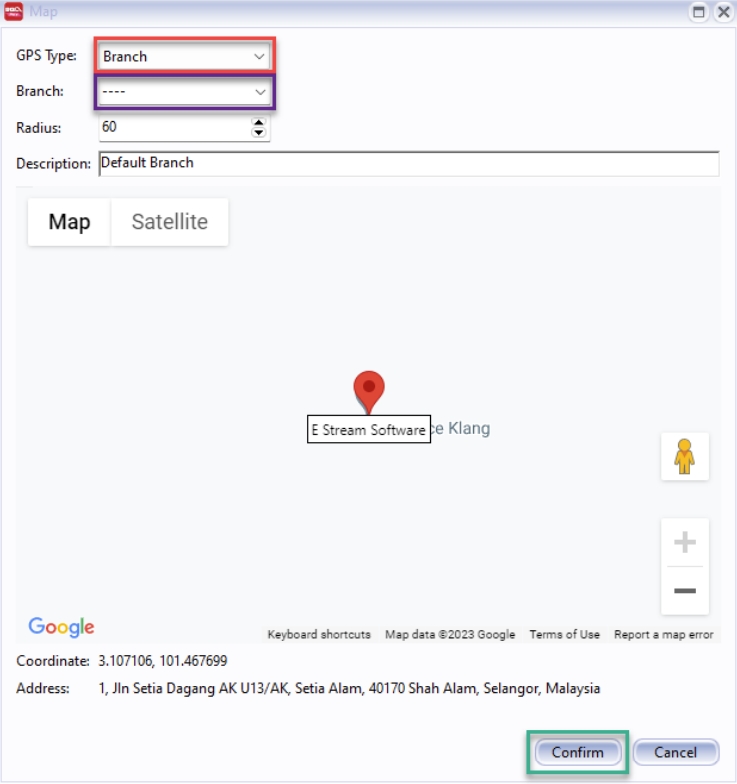 Map
GPS Type: Branch
Branch: ----
Radius: 60
Description: Default Branch
Map Satellite
E Stream Software ce Klang
Google
Keyboard shortcuts Map data ©2023 Google Terms of Use Report a map error
Coordinate: 3.107106, 101.467699
Address: 1, Jln Setia Dagang AK U13/AK, Setia Alam, 40170 Shah Alam, Selangor, Malaysia
Confirm Cancel